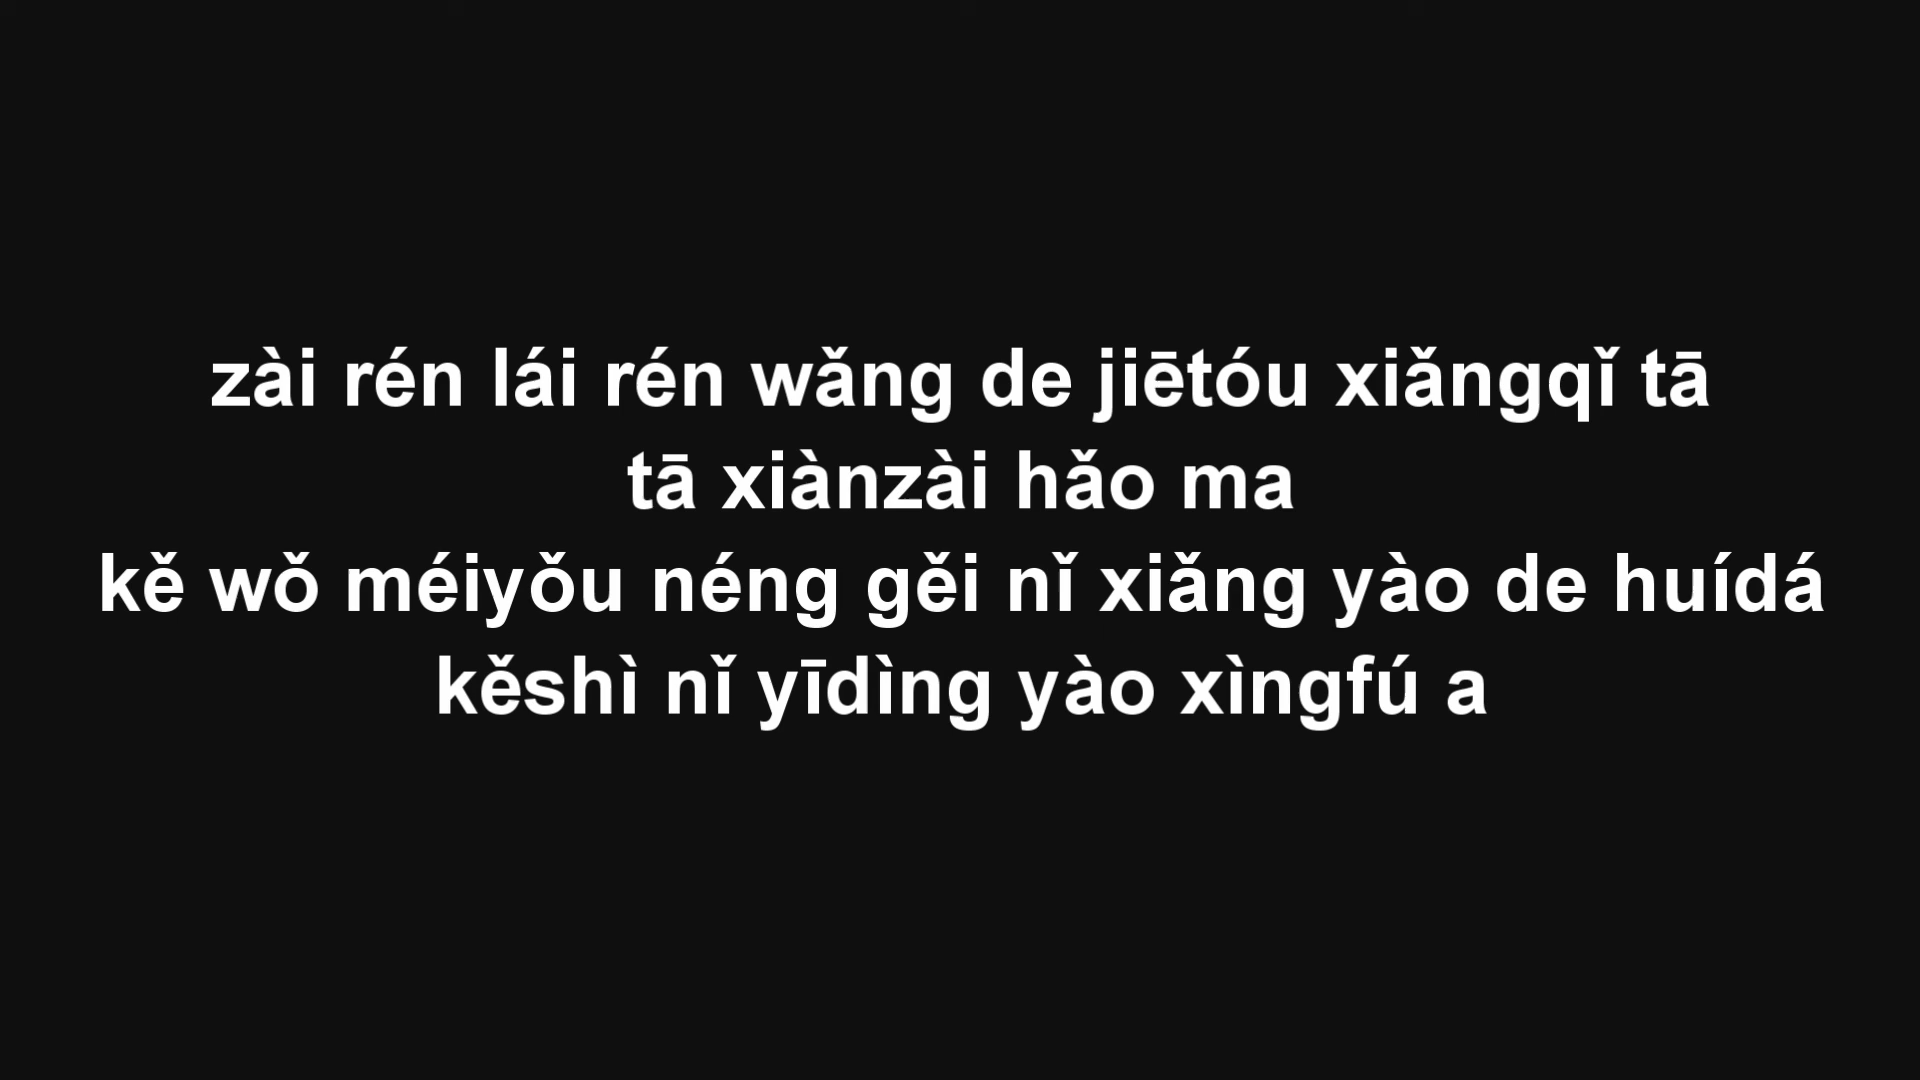 zài rén lái rén wǎng de jiētóu xiǎngqǐ tā
tā xiànzài hǎo ma
kě wǒ méiyǒu néng gěi nǐ xiǎng yào de huídá
kěshì nǐ yīdìng yào xìngfú a